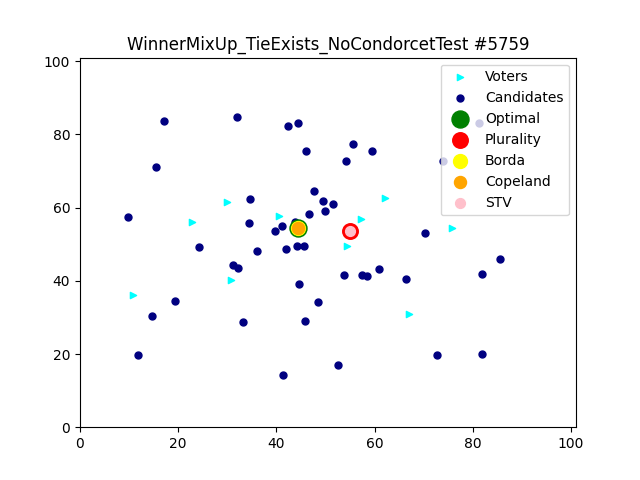 WinnerMixUp_TieExists_NoCondorcetTest #5759
100
80
60
40
20
0
0 20 40 60 80 100
Voters
Candidates
Optimal
Plurality
Borda
Copeland
STV